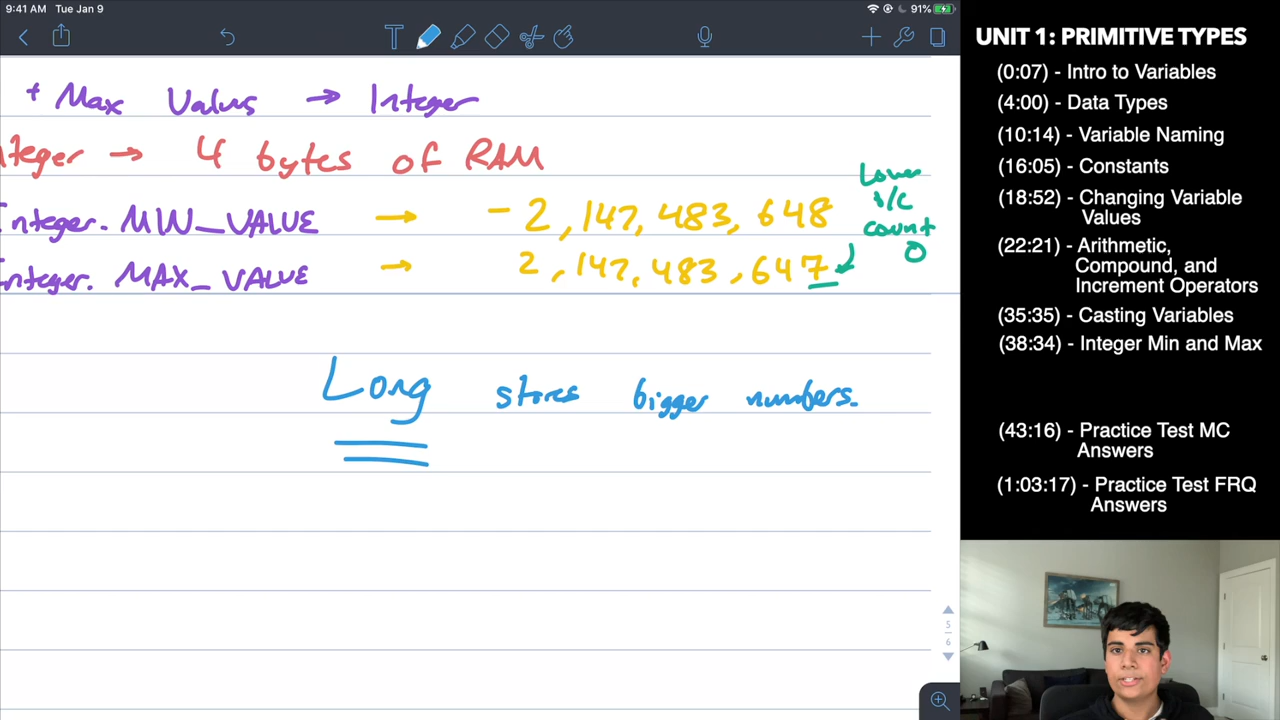 9:41 AM Tue Jan 9
91%
+ Max Values → Integer
nteger → 4 bytes of RAM
Integer. MIN_VALUE → -2,147,483,648
Integer. MAX_VALUE → 2,147,483,647
Lower
b/c
count
0
Long stores bigger numbers.
5
6
UNIT 1: PRIMITIVE TYPES
(0:07) - Intro to Variables
(4:00) - Data Types
(10:14) - Variable Naming
(16:05) - Constants
(18:52) - Changing Variable
Values
(22:21) - Arithmetic,
Compound, and
Increment Operators
(35:35) - Casting Variables
(38:34) - Integer Min and Max
(43:16) - Practice Test MC
Answers
(1:03:17) - Practice Test FRQ
Answers